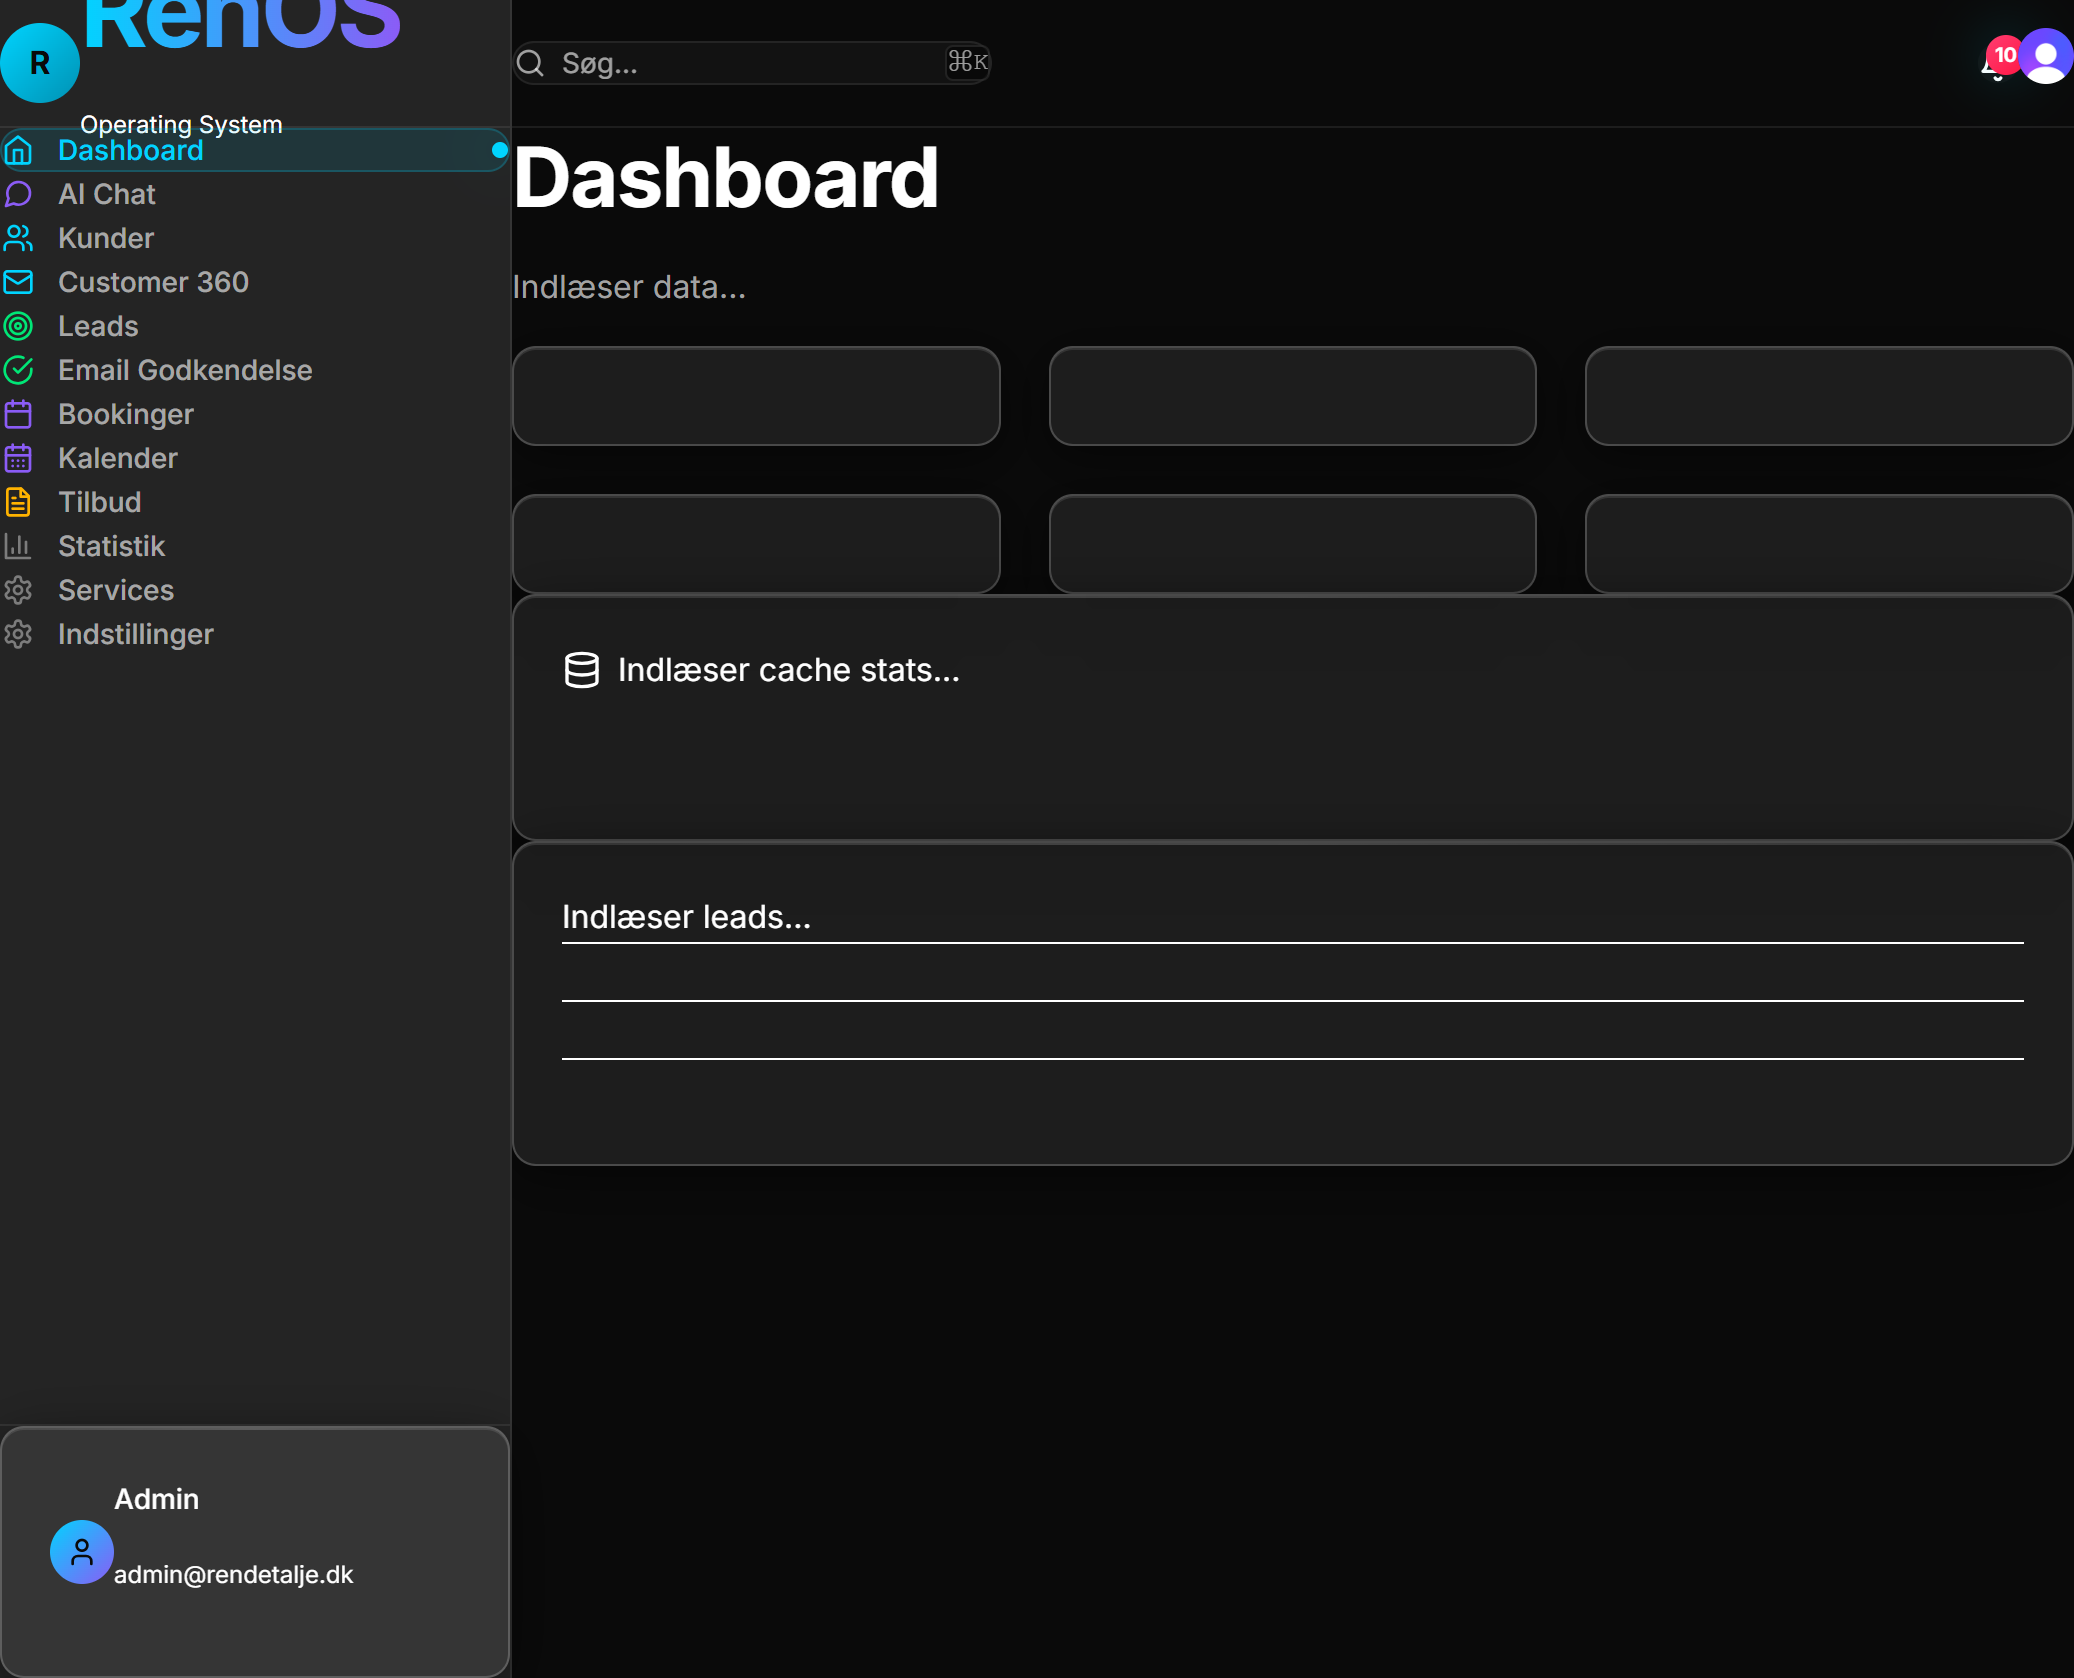 RenOS
R
Operating System
Dashboard
AI Chat
Kunder
Customer 360
Leads
Email Godkendelse
Bookinger
Kalender
Tilbud
Statistik
Services
Indstillinger
Admin
admin@rendetalje.dk
Søg...
⌘K
10
Dashboard
Indlæser data...
Indlæser cache stats...
Indlæser leads...